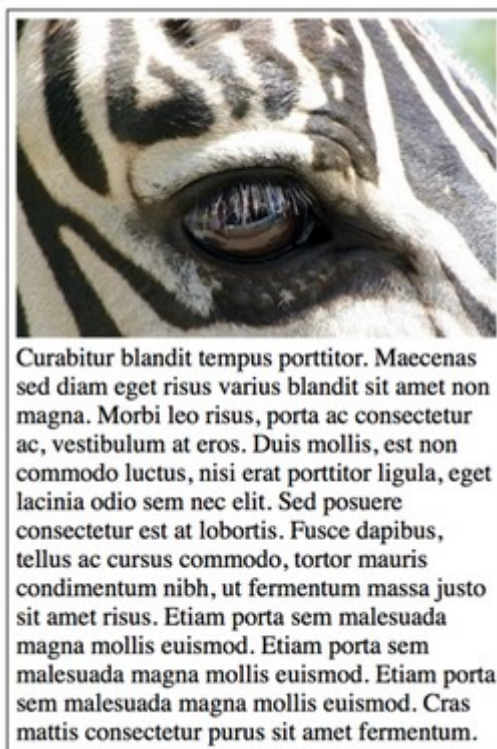 Curabitur blandit tempus porttitor. Maecenas
sed diam eget risus varius blandit sit amet non
magna. Morbi leo risus, porta ac consectetur
ac, vestibulum at eros. Duis mollis, est non
commodo luctus, nisi erat porttitor ligula, eget
lacinia odio sem nec elit. Sed posuere
consectetur est at lobortis. Fusce dapibus,
tellus ac cursus commodo, tortor mauris
condimentum nibh, ut fermentum massa justo
sit amet risus. Etiam porta sem malesuada
magna mollis euismod. Etiam porta sem
malesuada magna mollis euismod. Etiam porta
sem malesuada magna mollis euismod. Cras
mattis consectetur purus sit amet fermentum.